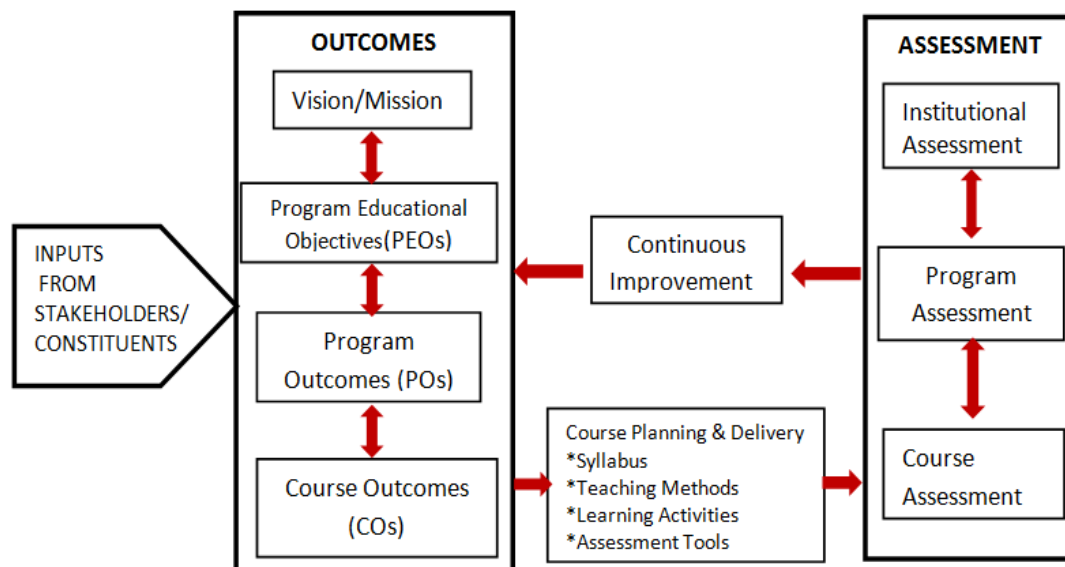 INPUTS
FROM
STAKEHOLDERS/
CONSTITUENTS
OUTCOMES
Vision/Mission
Program Educational
Objectives(PEOs)
Program
Outcomes (POs)
Course Outcomes
(COs)
Continuous
Improvement
Course Planning & Delivery
*Syllabus
*Teaching Methods
*Learning Activities
*Assessment Tools
ASSESSMENT
Institutional
Assessment
Program
Assessment
Course
Assessment